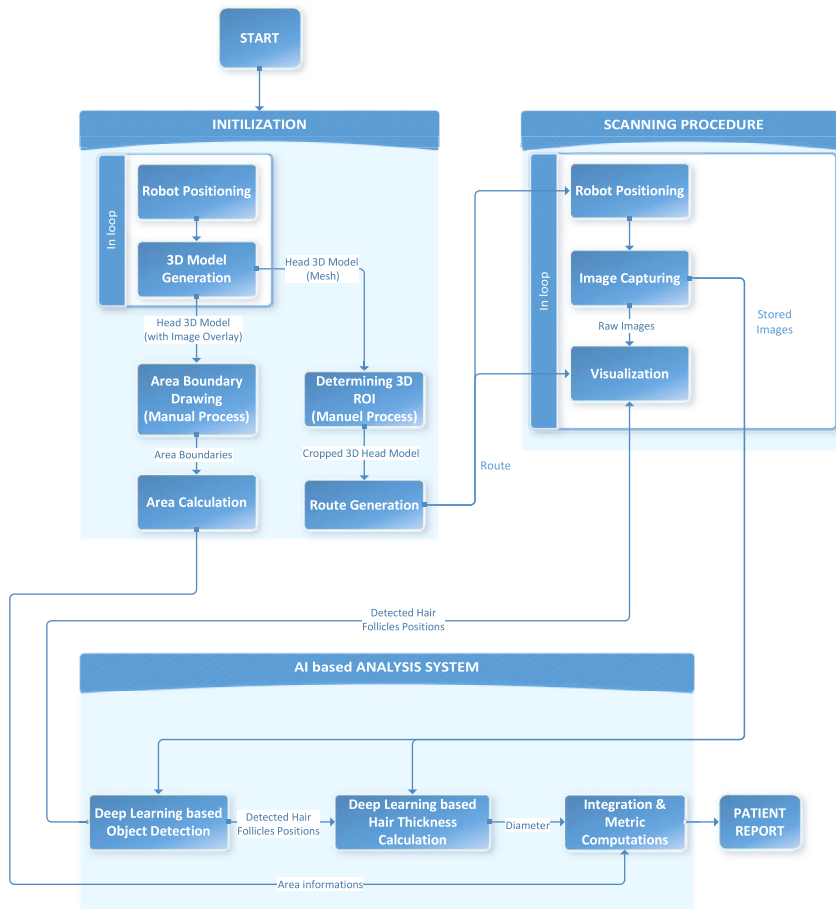 START
INITILIZATION
In loop
Robot Positioning
3D Model
Generation
Head 3D Model
(Mesh)
Head 3D Model
(with Image Overlay)
Area Boundary
Drawing
(Manual Process)
Determining 3D
ROI
(Manuel Process)
Area Boundaries
Cropped 3D Head Model
Area Calculation
Route Generation
Route
SCANNING PROCEDURE
In loop
Robot Positioning
Image Capturing
Raw Images
Visualization
Stored
Images
Detected Hair
Follicles Positions
AI based ANALYSIS SYSTEM
Deep Learning based
Object Detection
Detected Hair
Follicles Positions
Deep Learning based
Hair Thickness
Calculation
Diameter
Integration &
Metric
Computations
PATIENT
REPORT
Area informations